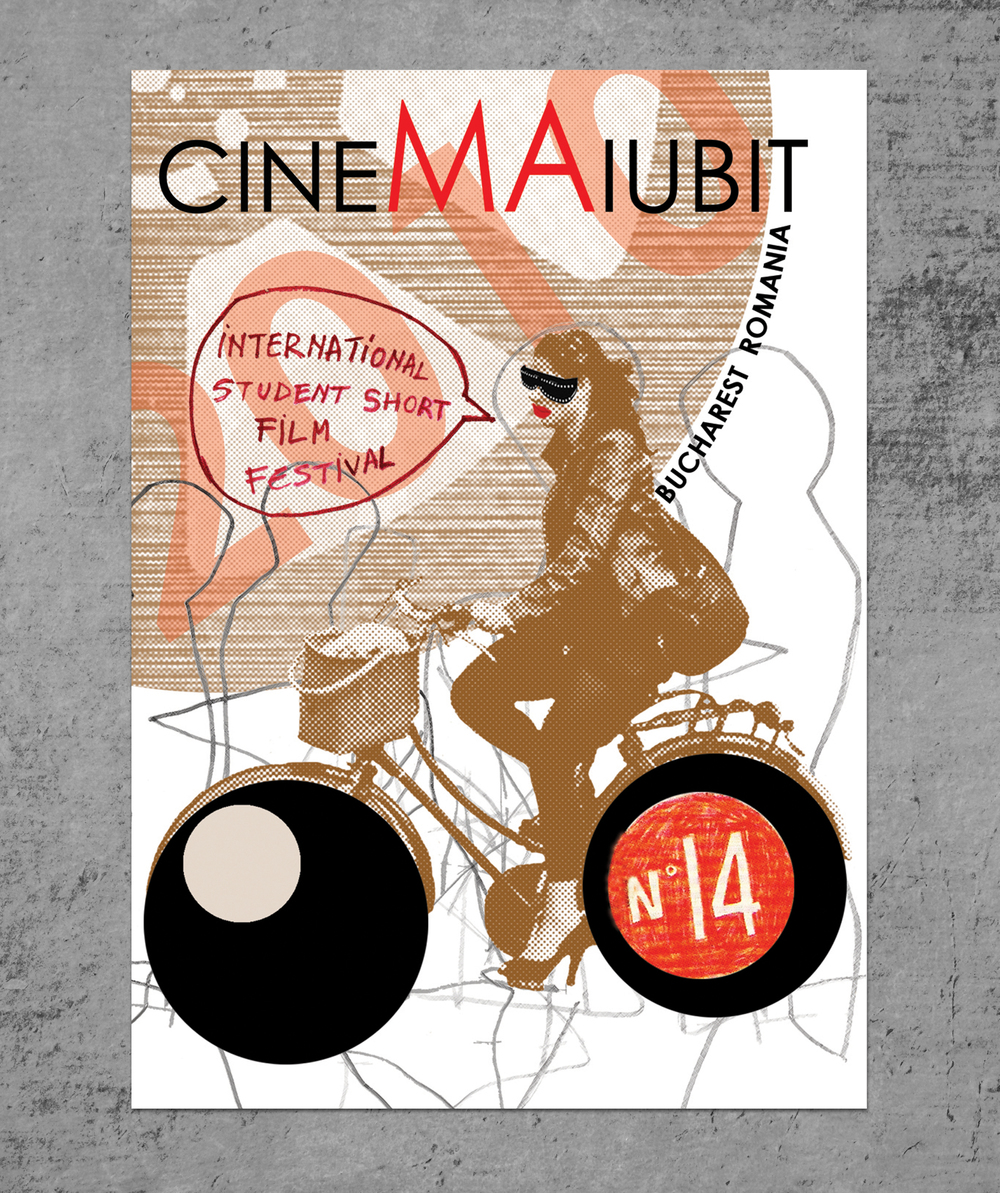 CINEMAIUBIT
BUCHAREST ROMANIA
iNTERNATiONAL
STUDENT SHORT
FiLM
FESTiVAL
N°14